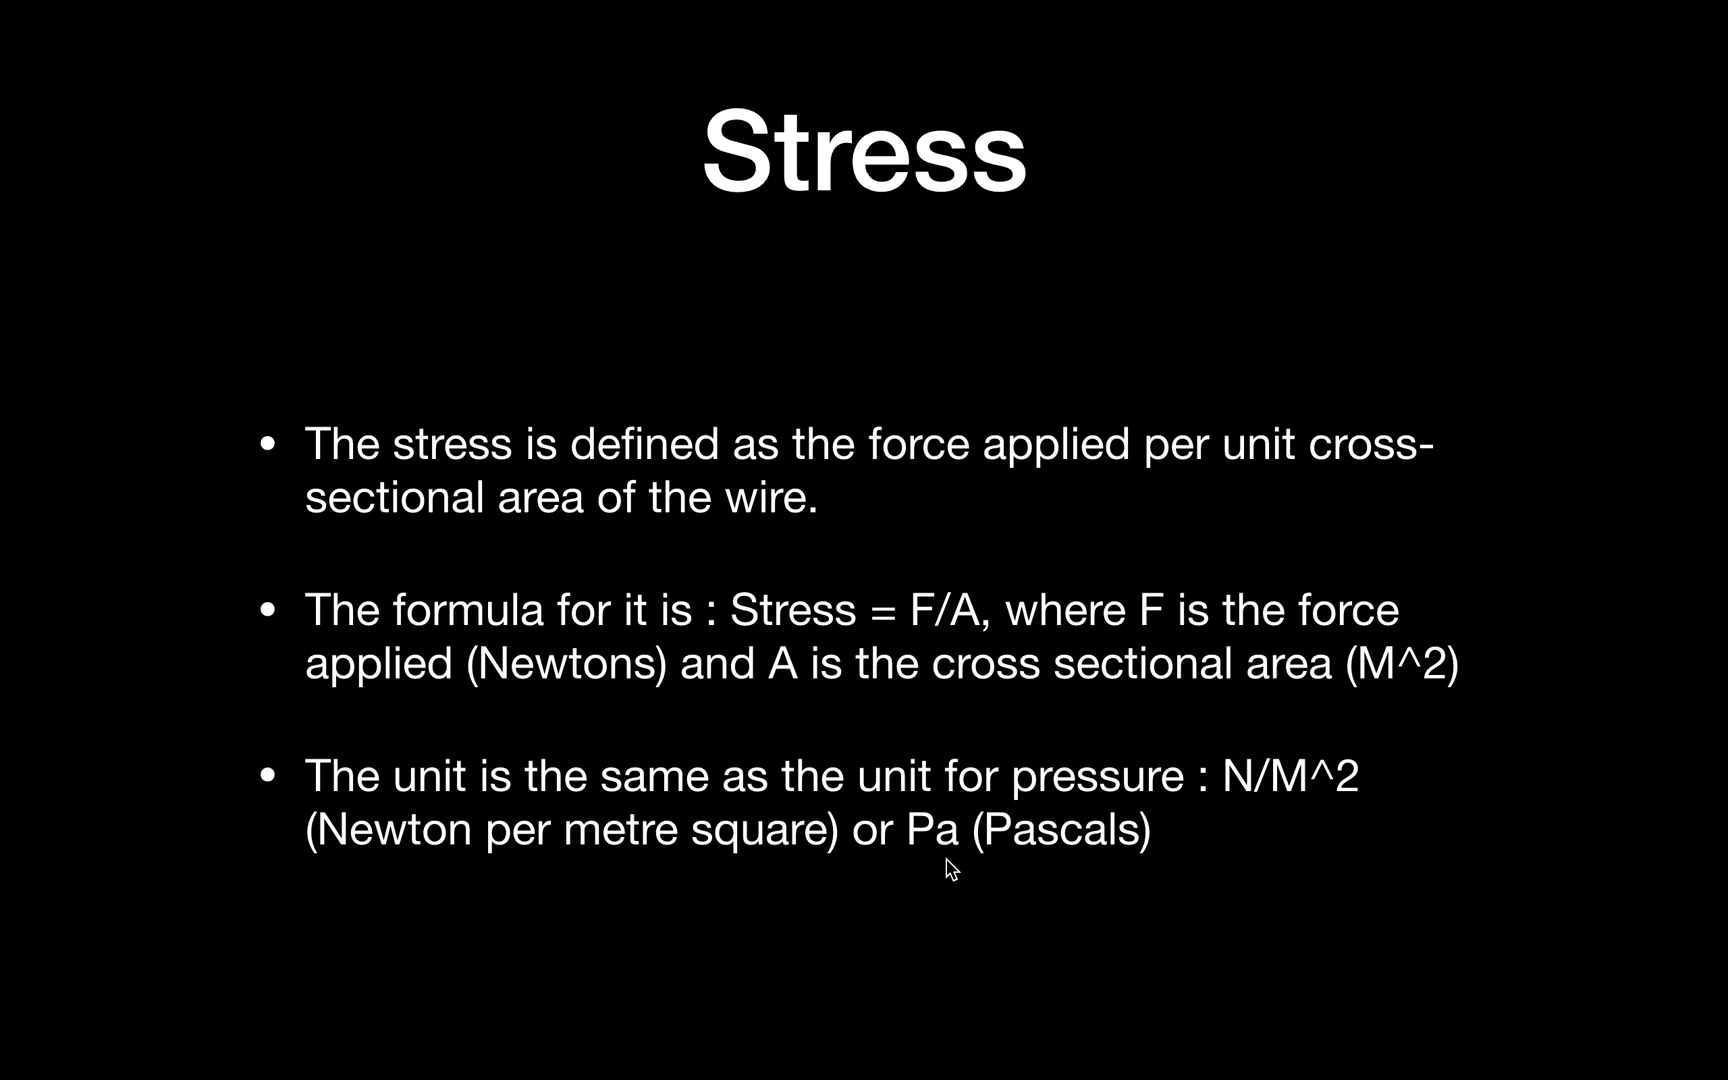 Stress
• The stress is defined as the force applied per unit cross-
sectional area of the wire.
• The formula for it is : Stress = F/A, where F is the force
applied (Newtons) and A is the cross sectional area (M^2)
• The unit is the same as the unit for pressure : N/M^2
(Newton per metre square) or Pa (Pascals)